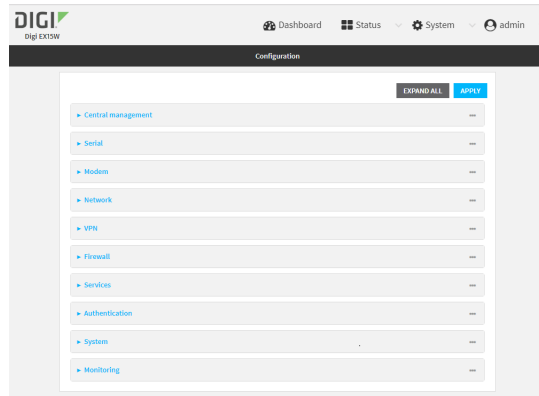 DIGI
Digi EX15W
Dashboard Status System admin
Configuration
EXPAND ALL APPLY
Central management
Serial
Modem
Network
VPN
Firewall
Services
Authentication
System
Monitoring